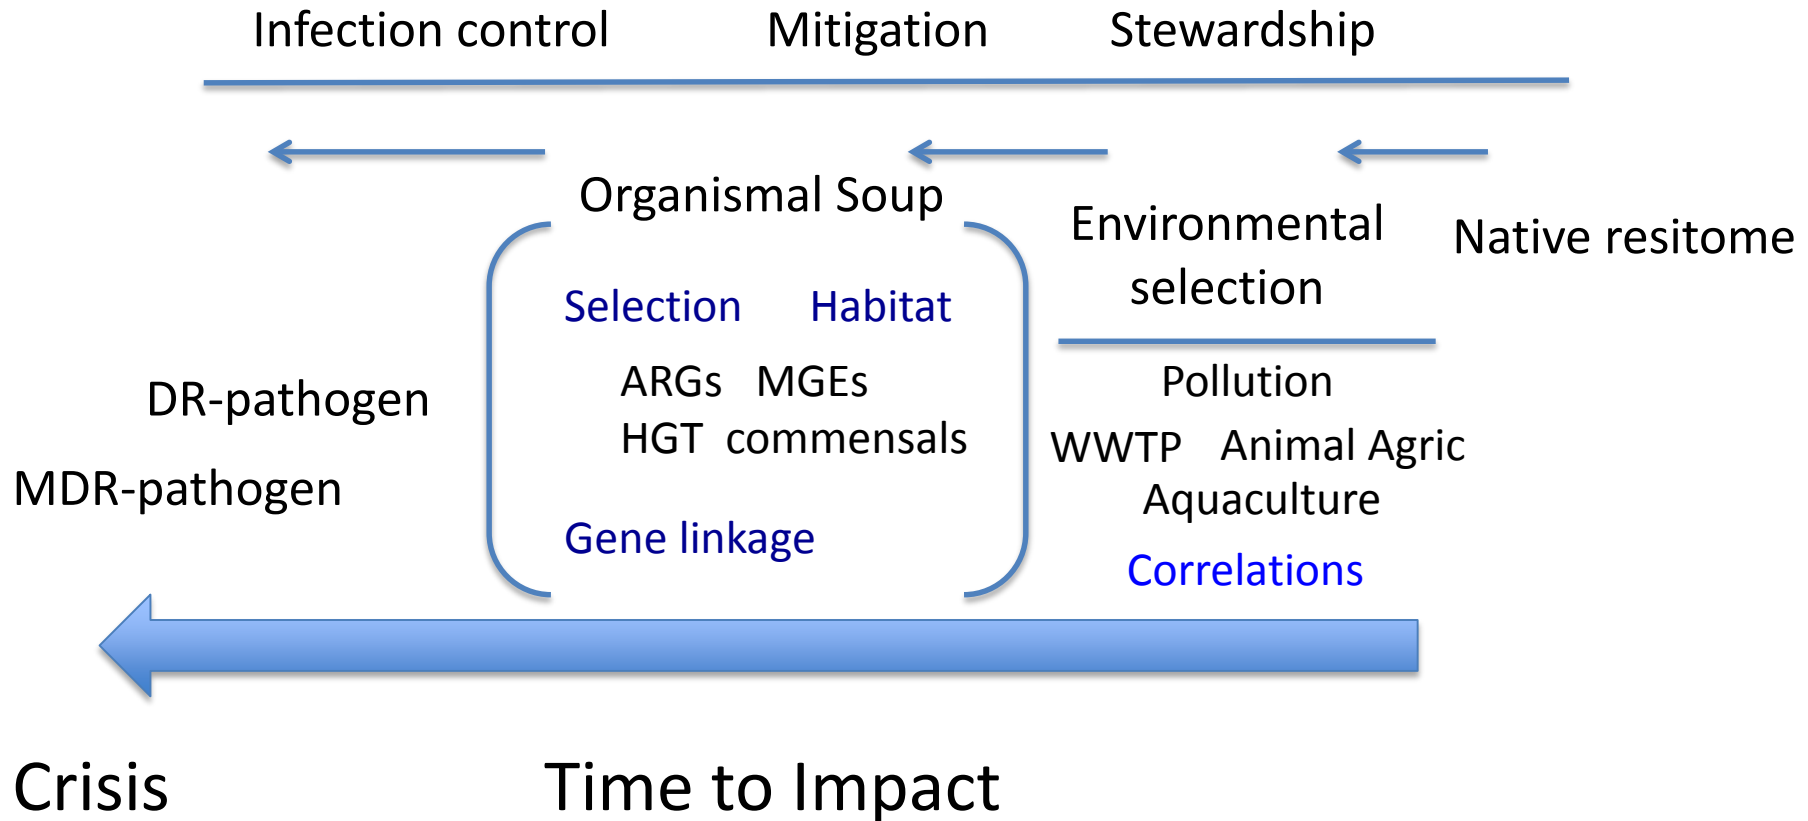 Infection control Mitigation Stewardship
Organismal Soup
Environmental
selection
Native resitome
Selection Habitat
ARGs MGEs
HGT commensals
Gene linkage
Pollution
WWTP Animal Agric
Aquaculture
Correlations
DR-pathogen
MDR-pathogen
Crisis Time to Impact